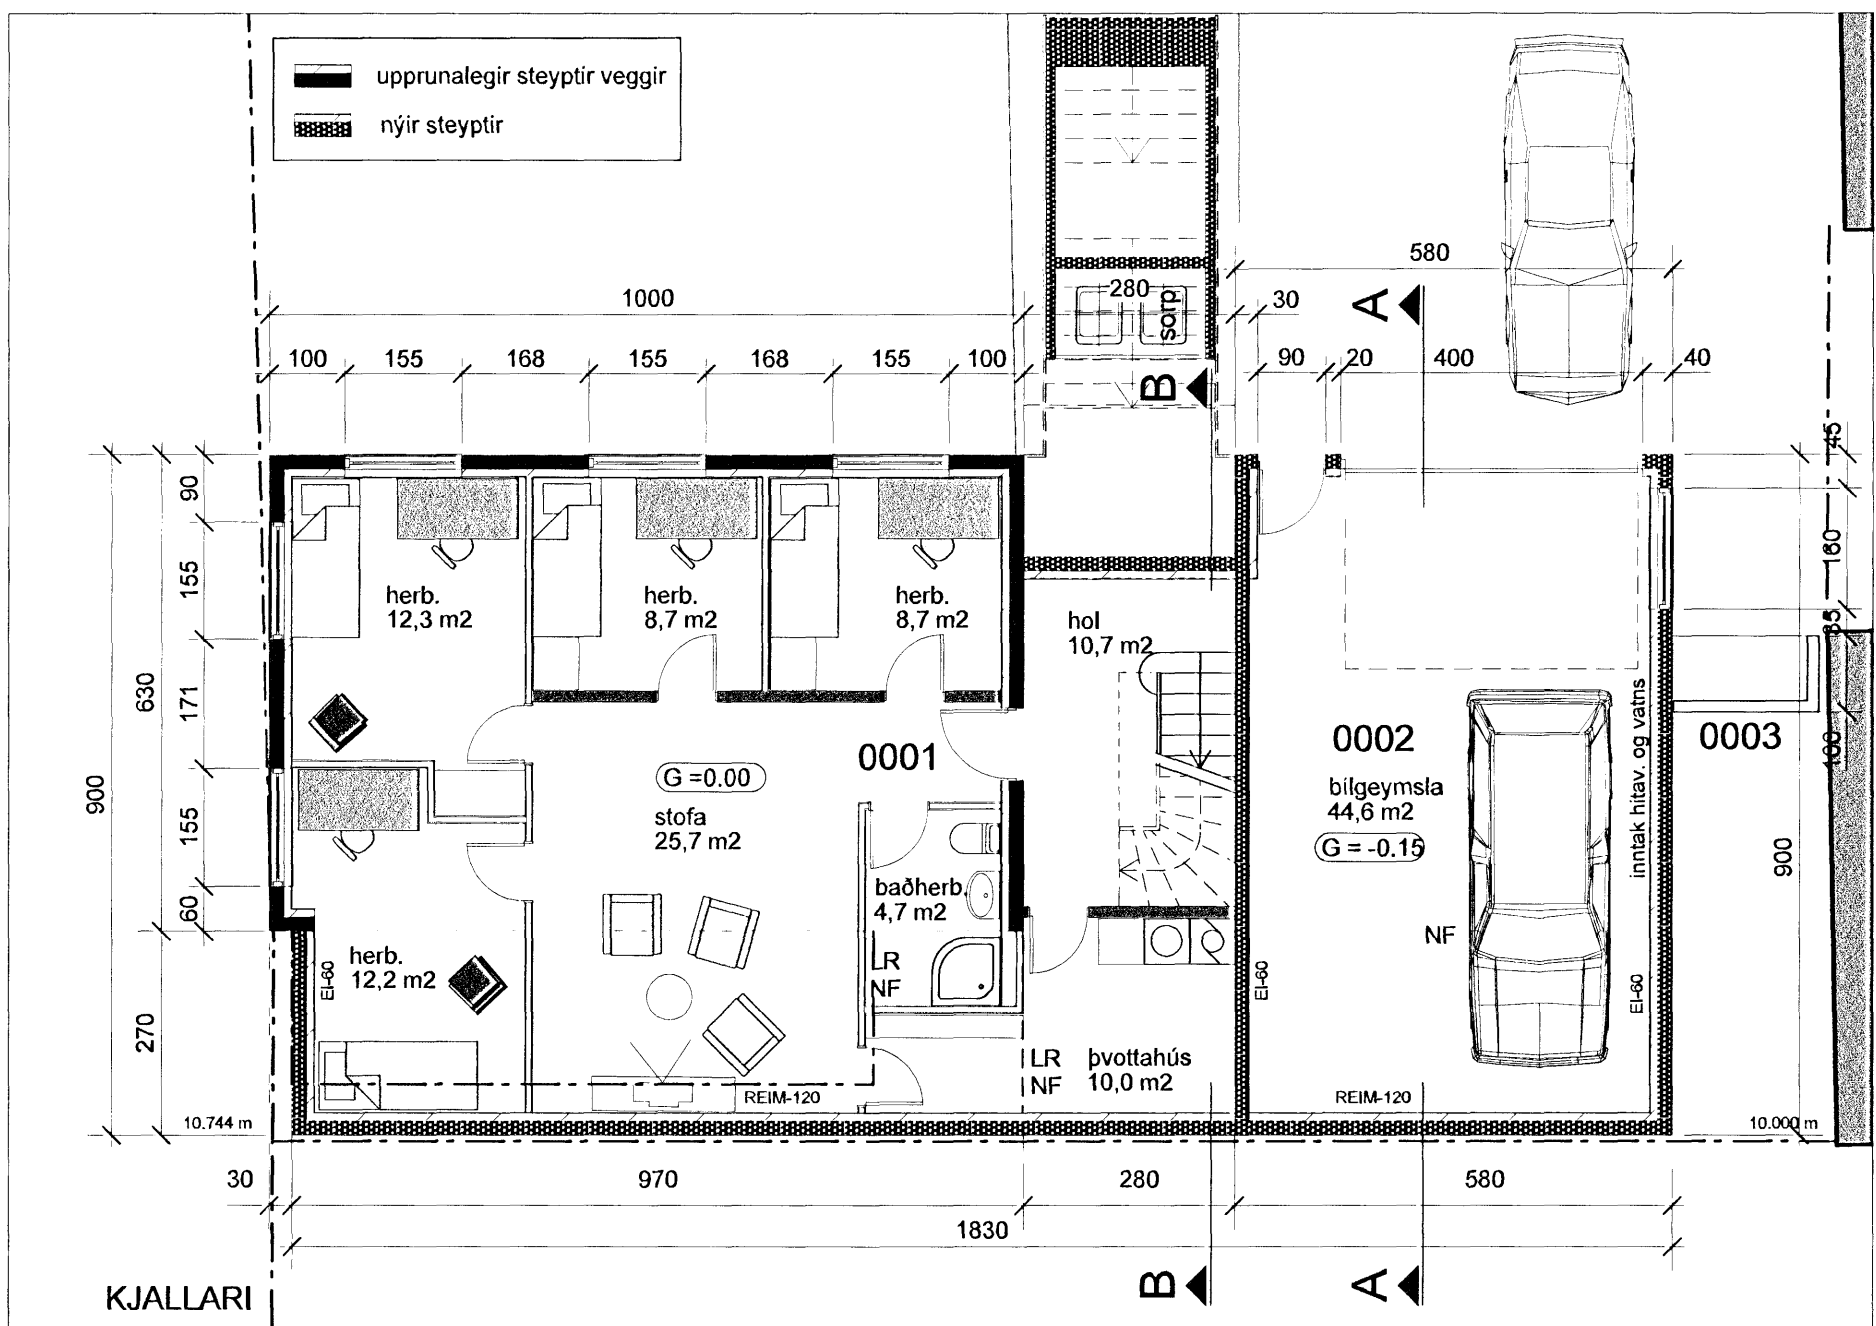 upprunalegir steyptir veggir
nýir steyptir
580
A
1000
280
30
sorp
100
155
168
155
168
155
100
90
20
400
40
B
45
90
155
171
155
60
630
270
900
160
85
100
900
herb.
12,3 m2
herb.
8,7 m2
herb.
8,7 m2
hol
10,7 m2
0001
G =0.00
stofa
25,7 m2
0002
bílgeymsla
44,6 m2
G = -0.15
inntak hitav. og vatns
0003
baðherb.
4,7 m2
LR
NF
NF
herb.
12,2 m2
EI-60
EI-60
EI-60
LR
NF
þvottahús
10,0 m2
REIM-120
REIM-120
10.744 m
10.000 m
30
970
280
580
1830
KJALLARI
B
A